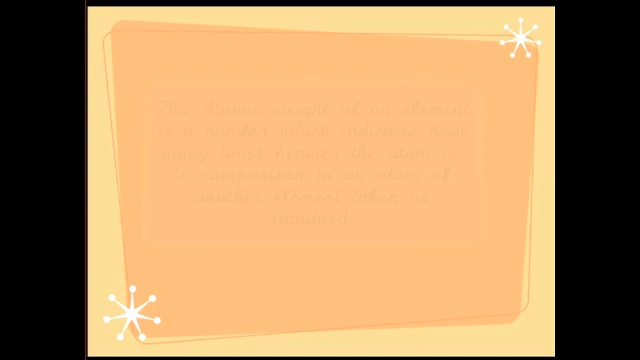 The Atomic weight of an element
is a number which indicates how
many times heavier the atom is
in comparison to an atom of
another element taken as
standard.